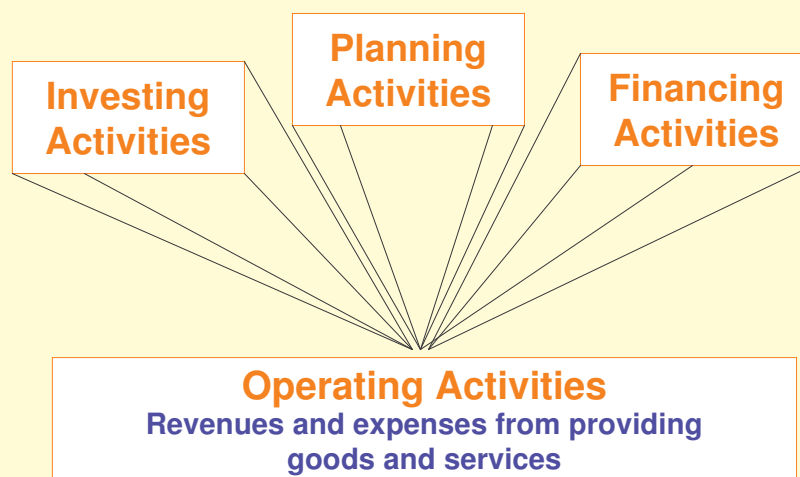 Investing
Activities
Planning
Activities
Financing
Activities
Operating Activities
Revenues and expenses from providing
goods and services